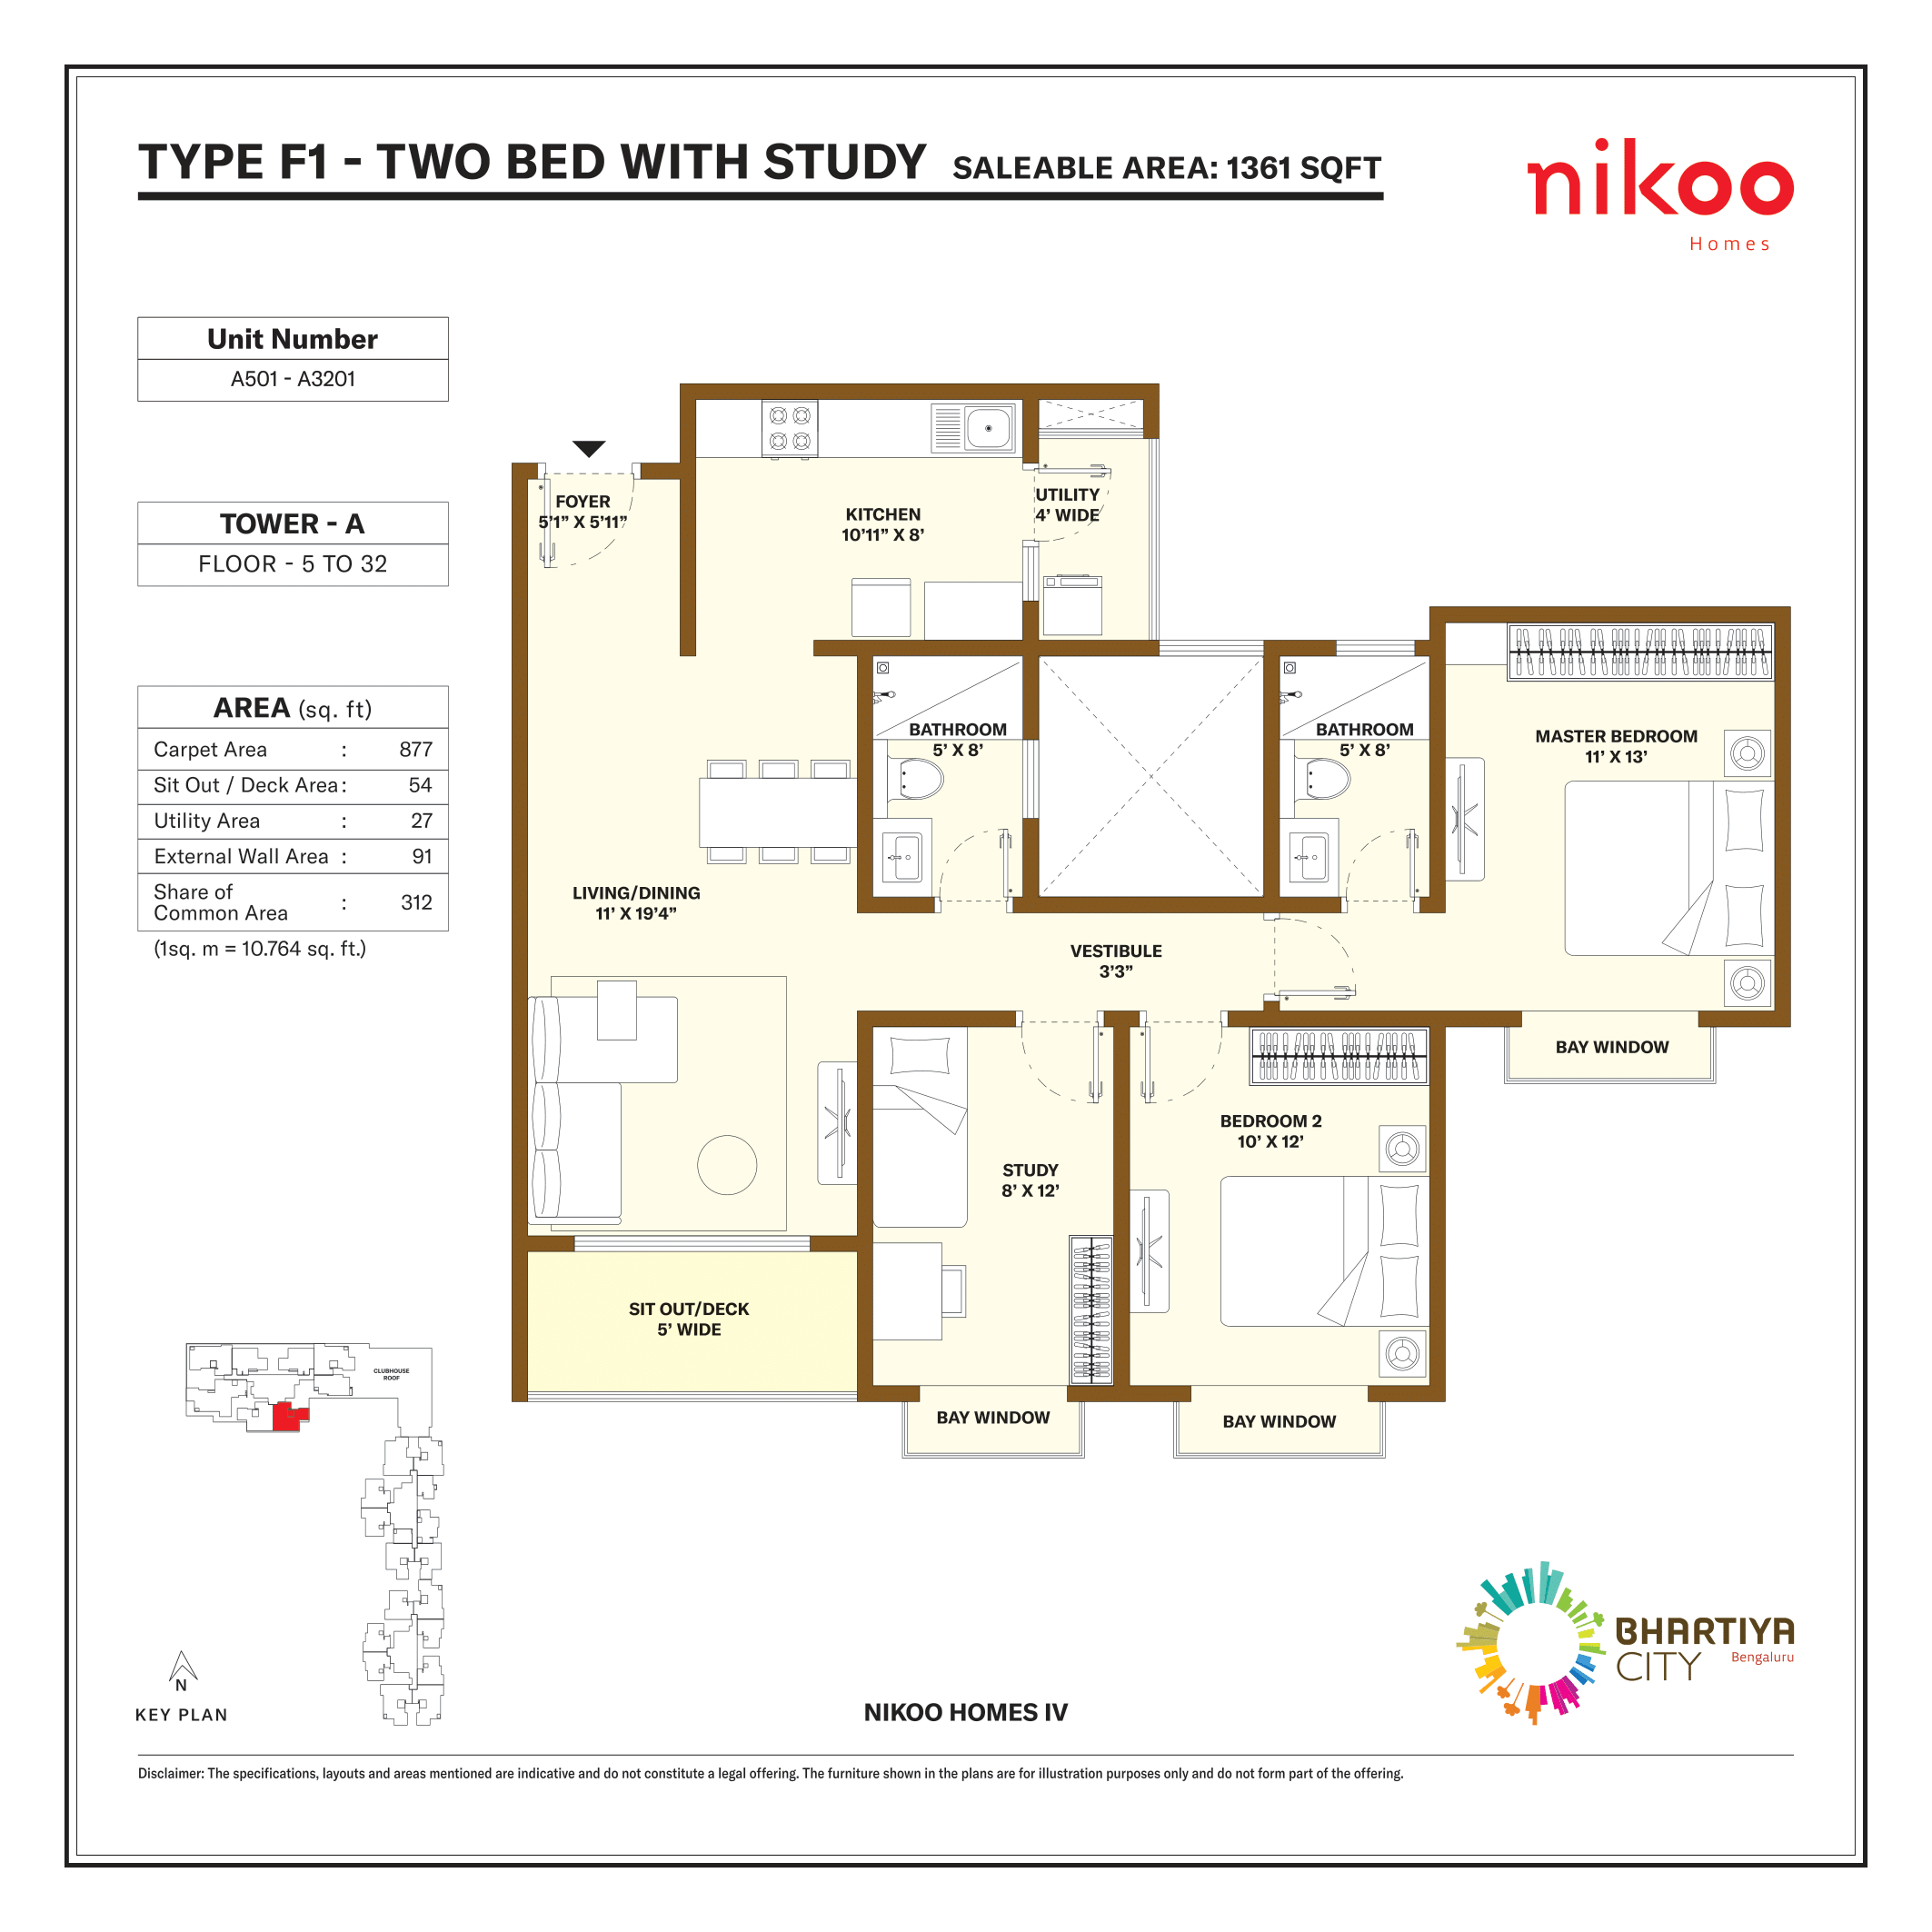 TYPE F1 - TWO BED WITH STUDY SALEABLE AREA: 1361 SQFT
nikoo
Homes
Unit Number
A501 - A3201
TOWER - A
FLOOR - 5 TO 32
AREA (sq. ft)
Carpet Area : 877
Sit Out / Deck Area : 54
Utility Area : 27
External Wall Area : 91
Share of
Common Area : 312
(1sq. m = 10.764 sq. ft.)
FOYER
5’1” X 5’11”
KITCHEN
10’11” X 8’
UTILITY
4’ WIDE
BATHROOM
5’ X 8’
BATHROOM
5’ X 8’
MASTER BEDROOM
11’ X 13’
LIVING/DINING
11’ X 19’4”
VESTIBULE
3’3”
BAY WINDOW
BEDROOM 2
10’ X 12’
STUDY
8’ X 12’
SIT OUT/DECK
5’ WIDE
BAY WINDOW
BAY WINDOW
CLUBHOUSE
ROOF
N
KEY PLAN
NIKOO HOMES IV
BHARTIYA
CITY Bengaluru
Disclaimer: The specifications, layouts and areas mentioned are indicative and do not constitute a legal offering. The furniture shown in the plans are for illustration purposes only and do not form part of the offering.